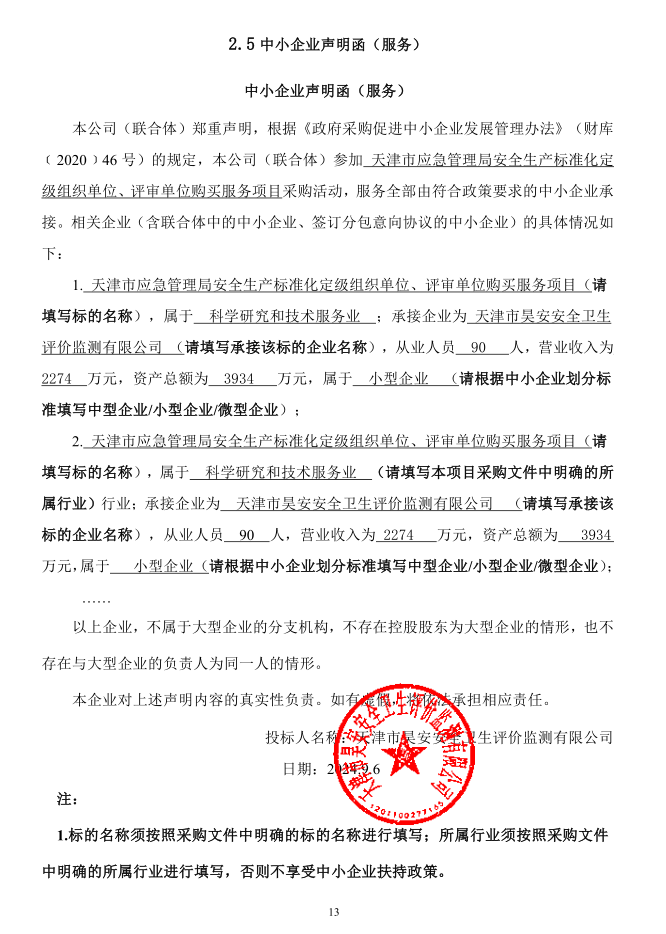 2.5 中小企业声明函（服务）
中小企业声明函（服务）
本公司（联合体）郑重声明，根据《政府采购促进中小企业发展管理办法》（财库
﹝2020﹞46 号）的规定，本公司（联合体）参加 天津市应急管理局安全生产标准化定
级组织单位、评审单位购买服务项目采购活动，服务全部由符合政策要求的中小企业承
接。相关企业（含联合体中的中小企业、签订分包意向协议的中小企业）的具体情况如
下：
1. 天津市应急管理局安全生产标准化定级组织单位、评审单位购买服务项目（请
填写标的名称），属于 科学研究和技术服务业 ；承接企业为 天津市昊安安全卫生
评价监测有限公司 （请填写承接该标的企业名称），从业人员 90 人，营业收入为
2274 万元，资产总额为 3934 万元，属于 小型企业 （请根据中小企业划分标
准填写中型企业/小型企业/微型企业）；
2. 天津市应急管理局安全生产标准化定级组织单位、评审单位购买服务项目（请
填写标的名称），属于 科学研究和技术服务业 （请填写本项目采购文件中明确的所
属行业）行业；承接企业为 天津市昊安安全卫生评价监测有限公司 （请填写承接该
标的企业名称），从业人员 90 人，营业收入为 2274 万元，资产总额为 3934
万元，属于 小型企业（请根据中小企业划分标准填写中型企业/小型企业/微型企业）；
……
以上企业，不属于大型企业的分支机构，不存在控股股东为大型企业的情形，也不
存在与大型企业的负责人为同一人的情形。
本企业对上述声明内容的真实性负责。如有虚假，将依法承担相应责任。
投标人名称：天津市昊安安全卫生评价监测有限公司
日期：2024.9.6
天津市昊安安全卫生评价监测有限公司
1201100277165
注：
1.标的名称须按照采购文件中明确的标的名称进行填写；所属行业须按照采购文件
中明确的所属行业进行填写，否则不享受中小企业扶持政策。
13